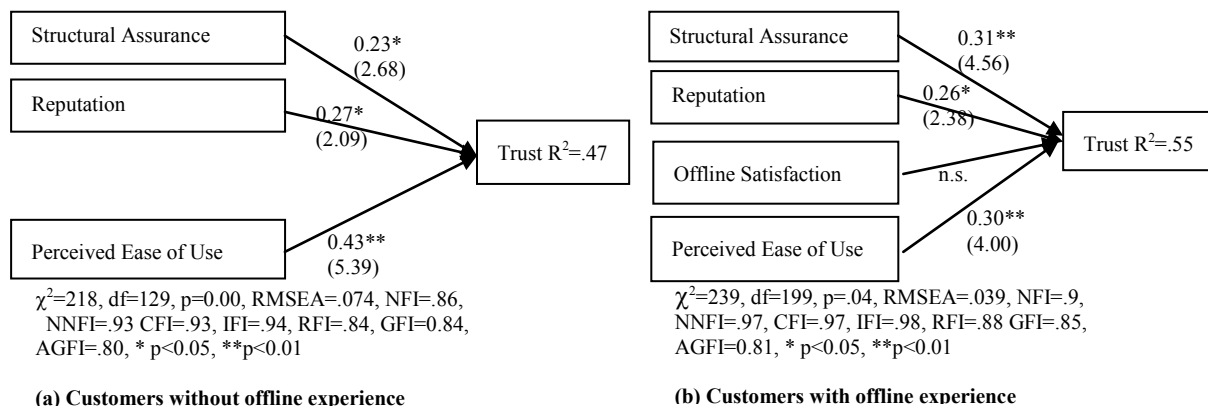 Structural Assurance
0.23*
(2.68)
Reputation
0.27*
(2.09)
Trust R²=.47
Perceived Ease of Use
0.43**
(5.39)
χ²=218, df=129, p=0.00, RMSEA=.074, NFI=.86,
NNFI=.93 CFI=.93, IFI=.94, RFI=.84, GFI=0.84,
AGFI=.80, * p<0.05, **p<0.01
(a) Customers without offline experience
Structural Assurance
0.31**
(4.56)
Reputation
0.26*
(2.38)
Trust R²=.55
Offline Satisfaction
n.s.
Perceived Ease of Use
0.30**
(4.00)
χ²=239, df=199, p=.04, RMSEA=.039, NFI=.9,
NNFI=.97, CFI=.97, IFI=.98, RFI=.88 GFI=.85,
AGFI=0.81, * p<0.05, **p<0.01
(b) Customers with offline experience